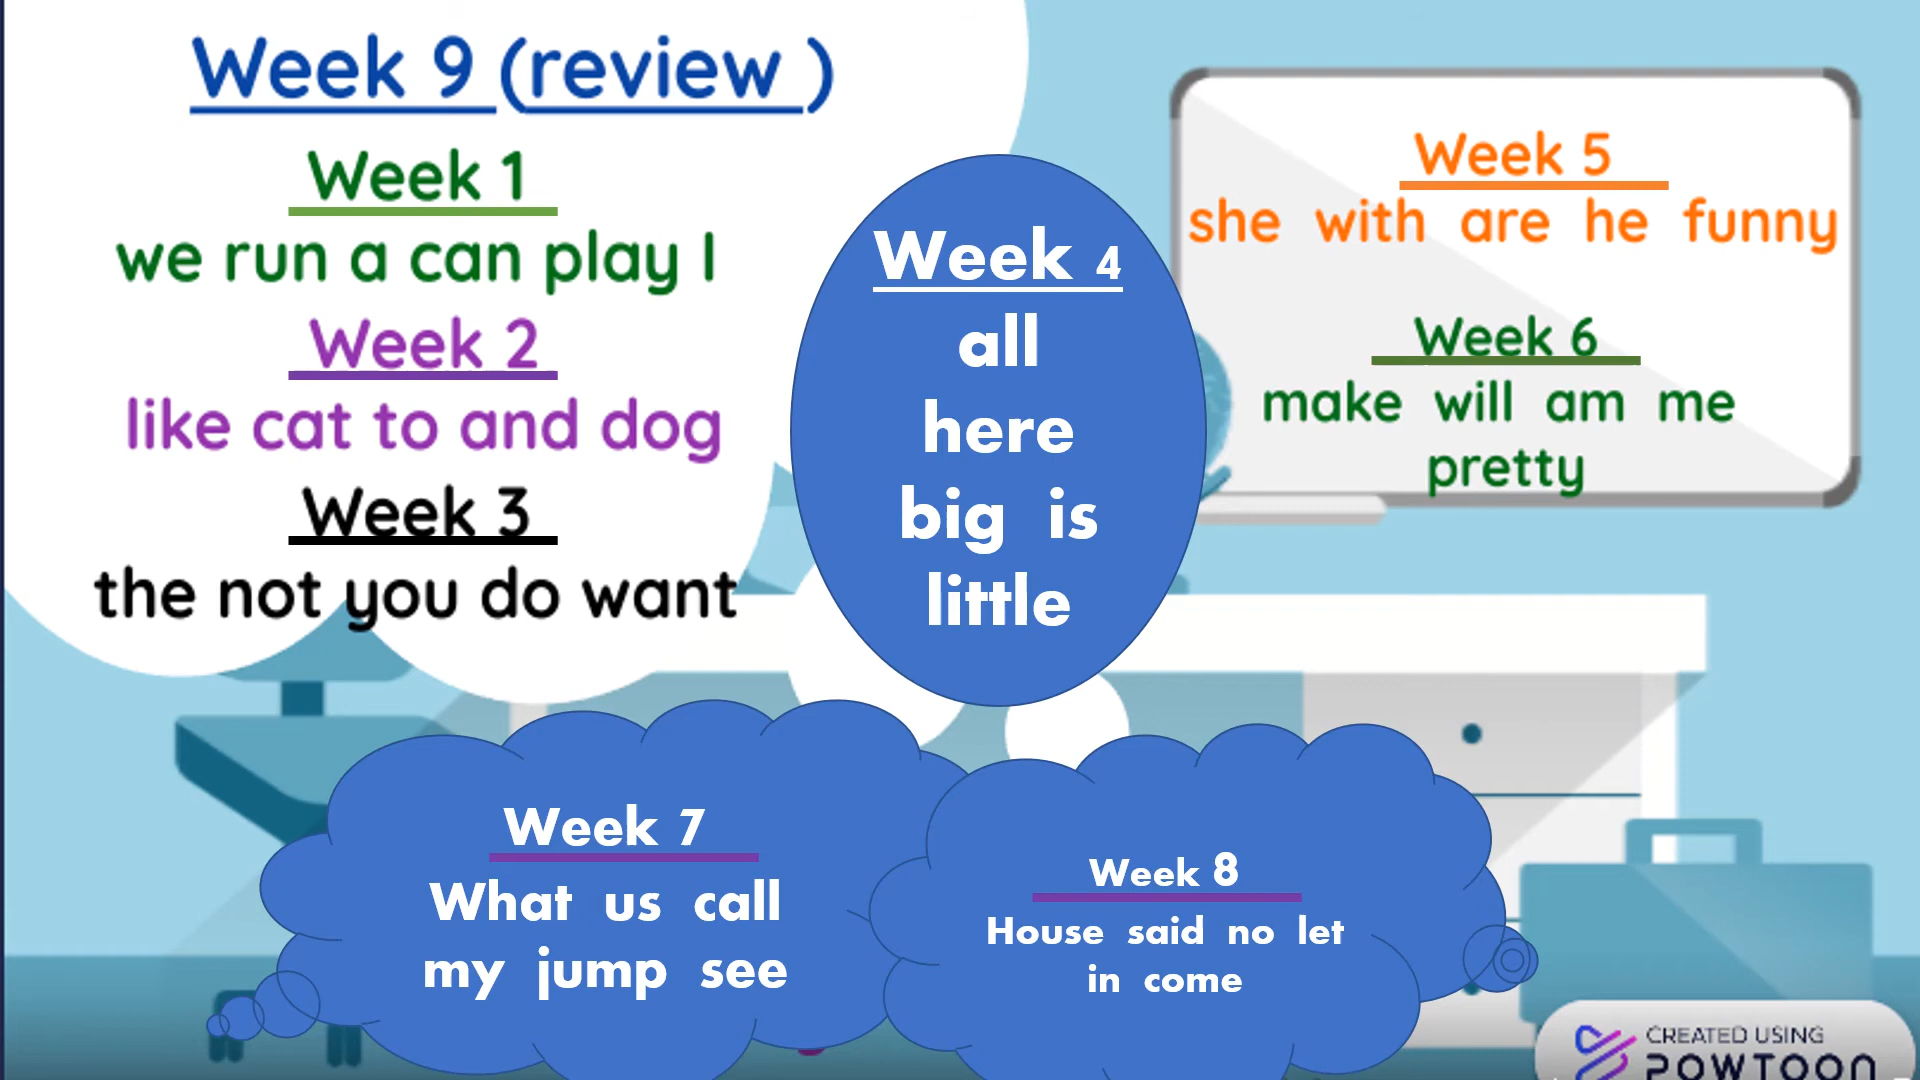 Week 9 (review )
Week 1
we run a can play I
Week 2
like cat to and dog
Week 3
the not you do want
Week 4
all
here
big is
little
Week 5
she with are he funny
Week 6
make will am me
pretty
Week 7
What us call
my jump see
Week 8
House said no let
in come
CREATED USING
POWTOON